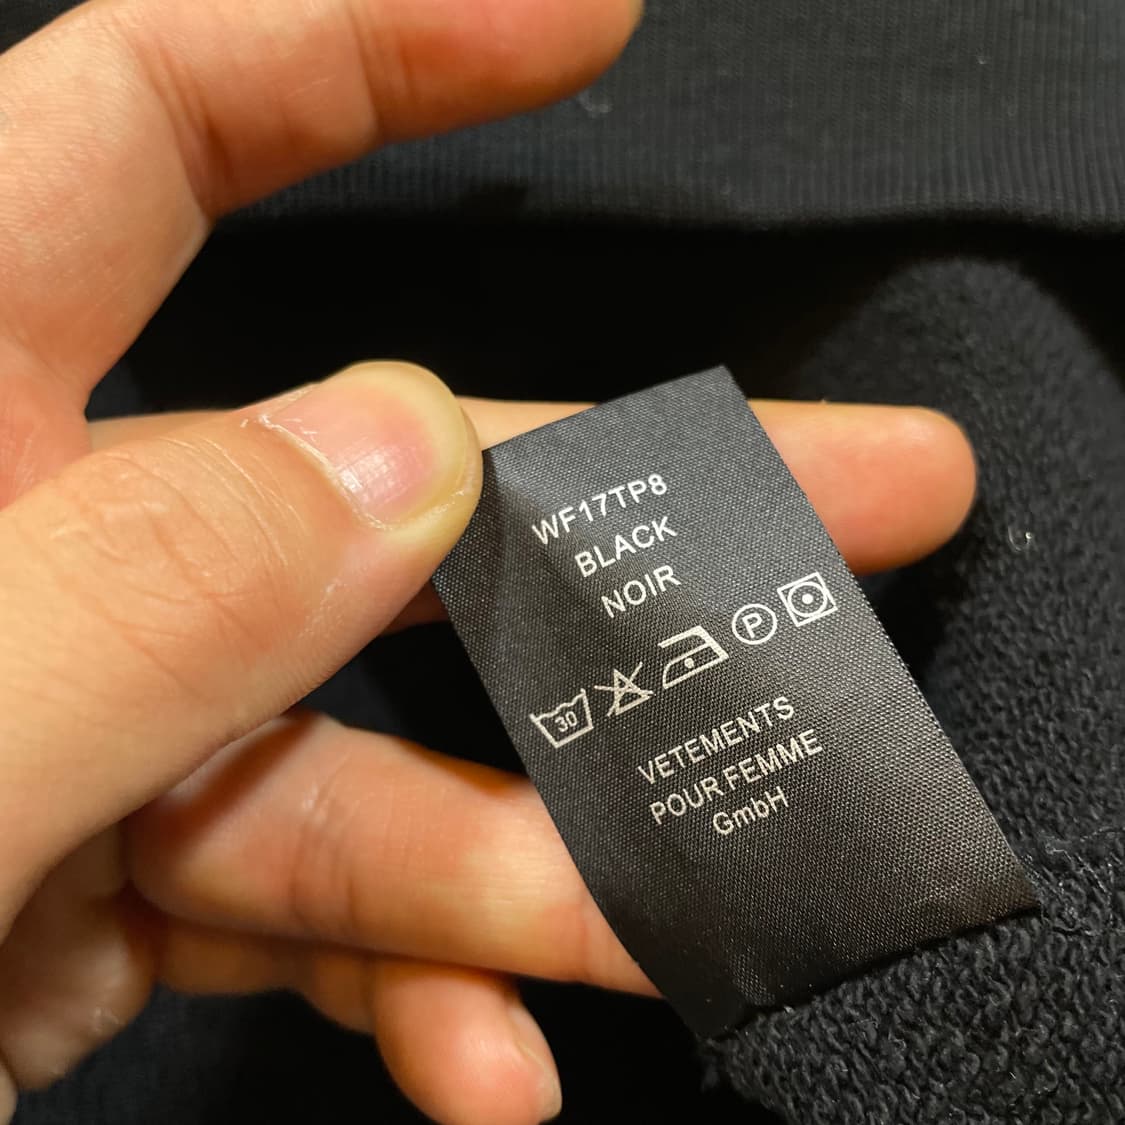 WF17TP8
BLACK
NOIR
30 P
VETEMENTS
POUR FEMME
GmbH